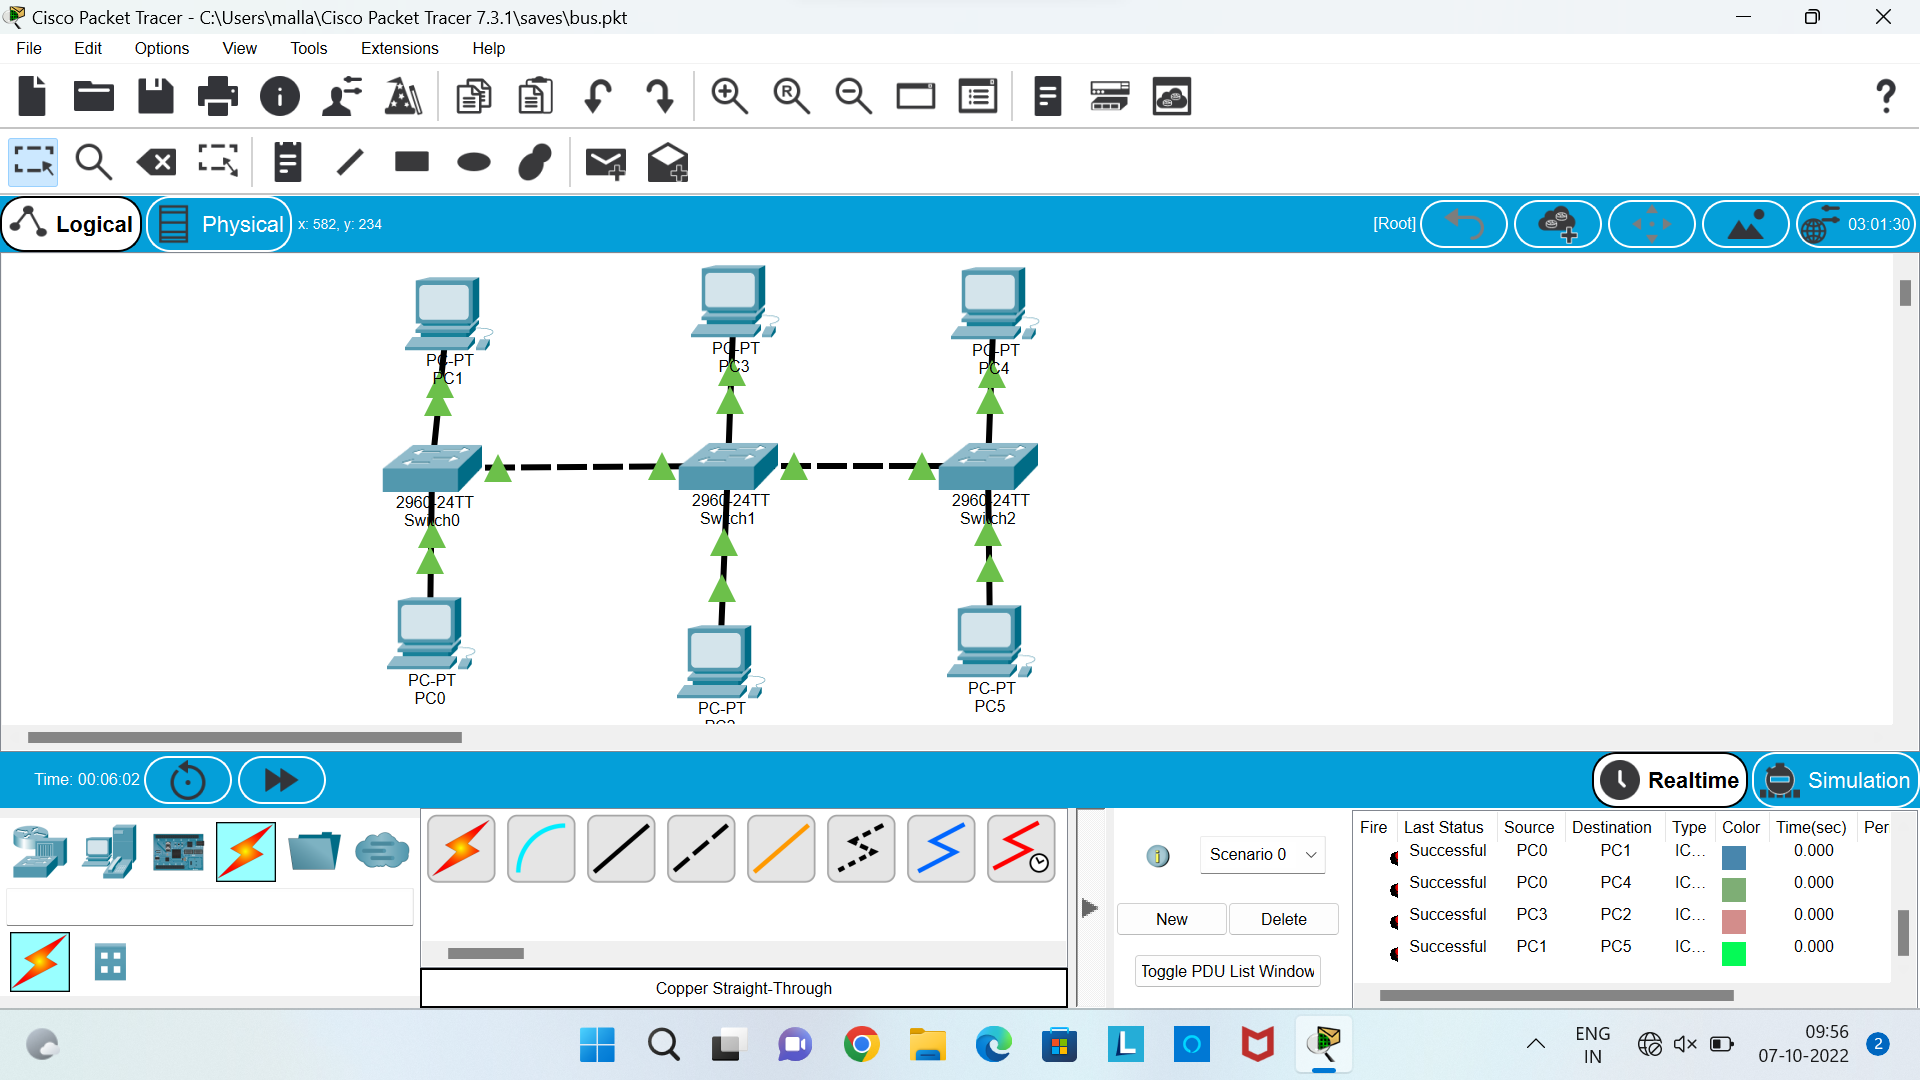 Cisco Packet Tracer - C:\Users\malla\Cisco Packet Tracer 7.3.1\saves\bus.pkt
File Edit Options View Tools Extensions Help
Logical Physical x: 582, y: 234 [Root] 03:01:30
PC-PT
PC1
PC-PT
PC3
PC-PT
PC4
2960-24TT
Switch0
2960-24TT
Switch1
2960-24TT
Switch2
PC-PT
PC0
PC-PT
PC-PT
PC5
Time: 00:06:02 Realtime Simulation
Scenario 0
New Delete
Toggle PDU List Window
Copper Straight-Through
Fire Last Status Source Destination Type Color Time(sec) Per
Successful PC0 PC1 IC... 0.000
Successful PC0 PC4 IC... 0.000
Successful PC3 PC2 IC... 0.000
Successful PC1 PC5 IC... 0.000
ENG
IN
09:56
07-10-2022
2